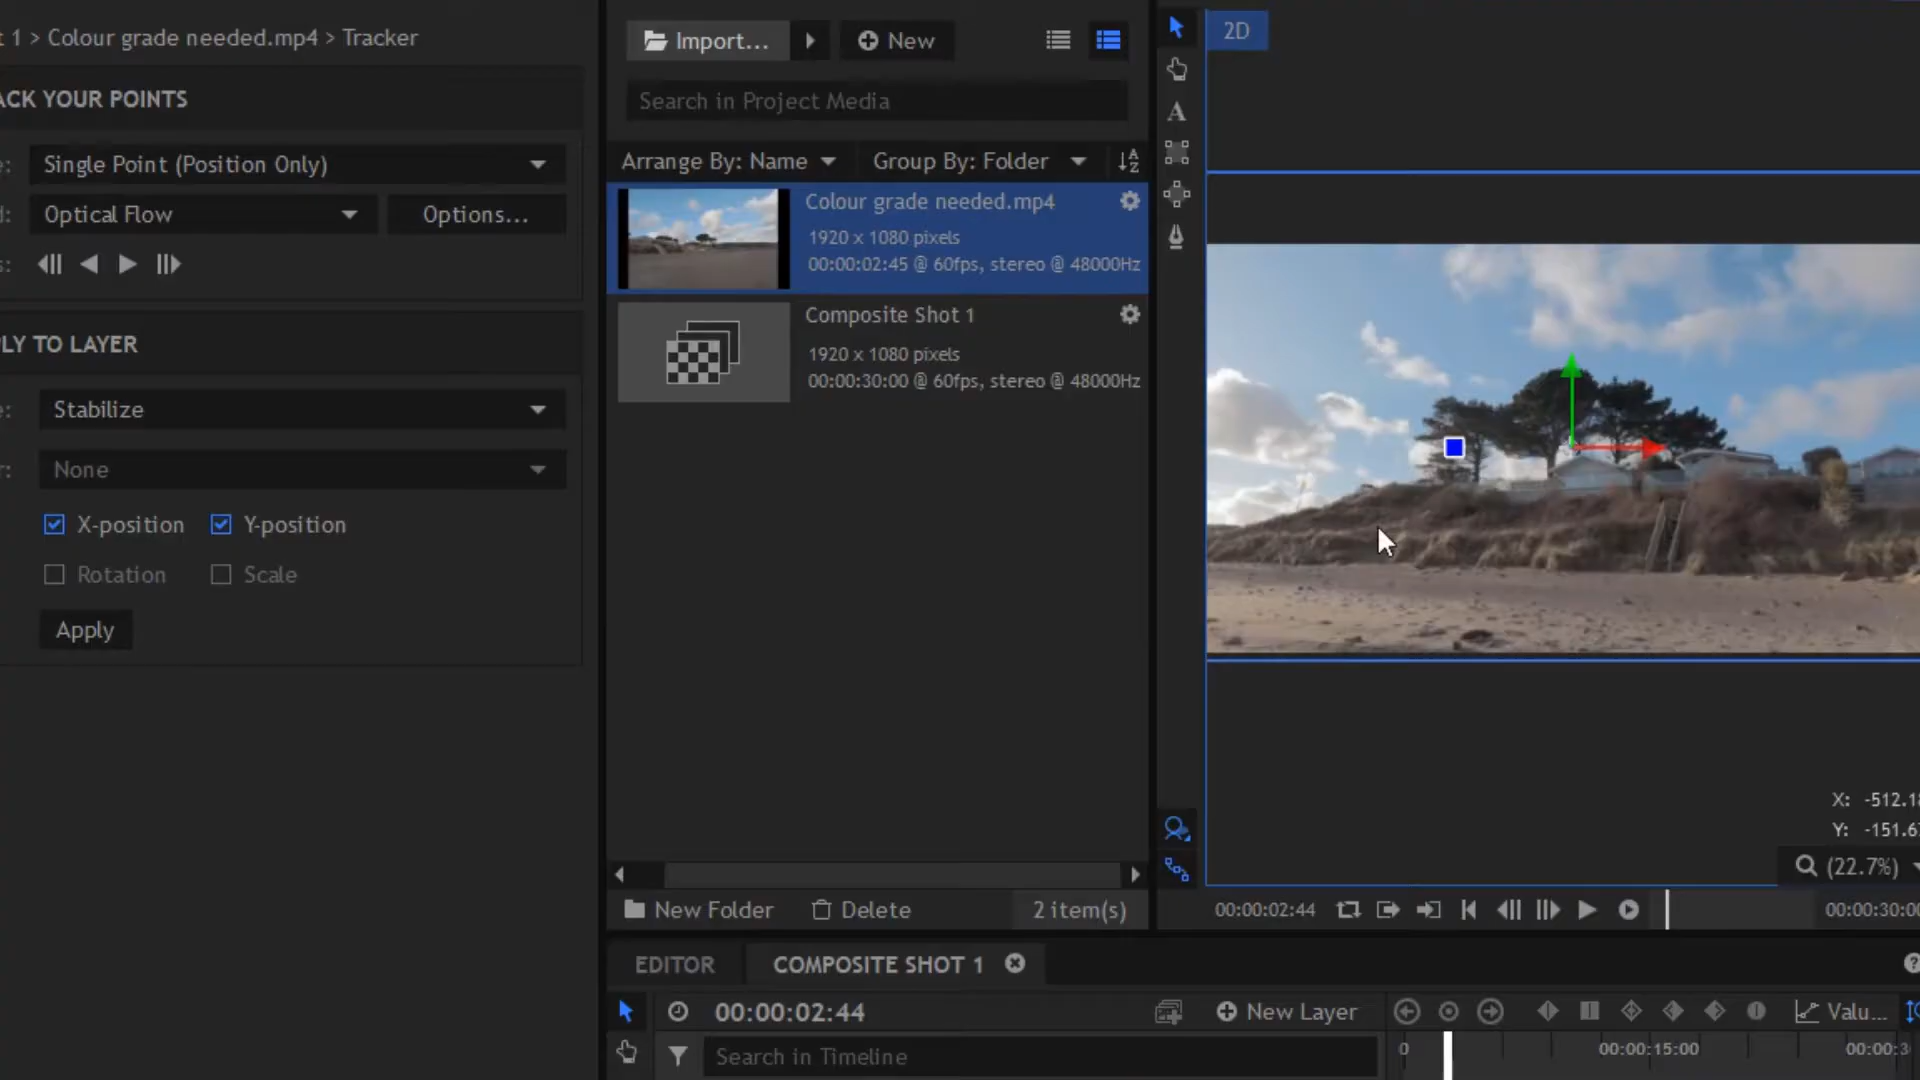 t 1 > Colour grade needed.mp4 > Tracker
ACK YOUR POINTS
e:
Single Point (Position Only)
d:
Optical Flow
Options...
s:
LY TO LAYER
e:
Stabilize
r:
None
X-position
Y-position
Rotation
Scale
Apply
Import...
New
Search in Project Media
Arrange By: Name
Group By: Folder
Colour grade needed.mp4
1920 x 1080 pixels
00:00:02:45 @ 60fps, stereo @ 48000Hz
Composite Shot 1
1920 x 1080 pixels
00:00:30:00 @ 60fps, stereo @ 48000Hz
New Folder
Delete
2 item(s)
A
2D
X: -512.18
Y: -151.67
(22.7%)
00:00:02:44
00:00:30:00
EDITOR
COMPOSITE SHOT 1
00:00:02:44
New Layer
Valu...
Search in Timeline
0
00:00:15:00
00:00:3